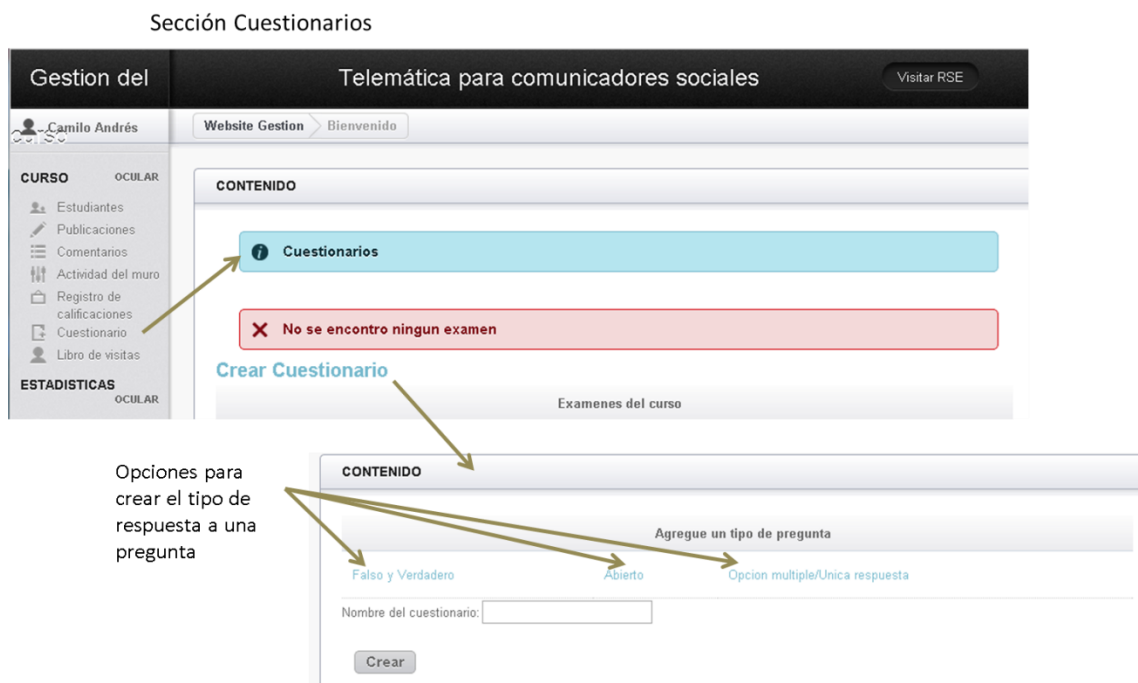 Sección Cuestionarios
Gestion del
Telemática para comunicadores sociales
Visitar RSE
Camilo Andrés
curso
Website Gestion
Bienvenido
CURSO
OCULAR
Estudiantes
Publicaciones
Comentarios
Actividad del muro
Registro de
calificaciones
Cuestionario
Libro de visitas
ESTADISTICAS
OCULAR
CONTENIDO
Cuestionarios
No se encontro ningun examen
Crear Cuestionario
Examenes del curso
Opciones para
crear el tipo de
respuesta a una
pregunta
CONTENIDO
Agregue un tipo de pregunta
Falso y Verdadero
Abierto
Opcion multiple/Unica respuesta
Nombre del cuestionario:
Crear